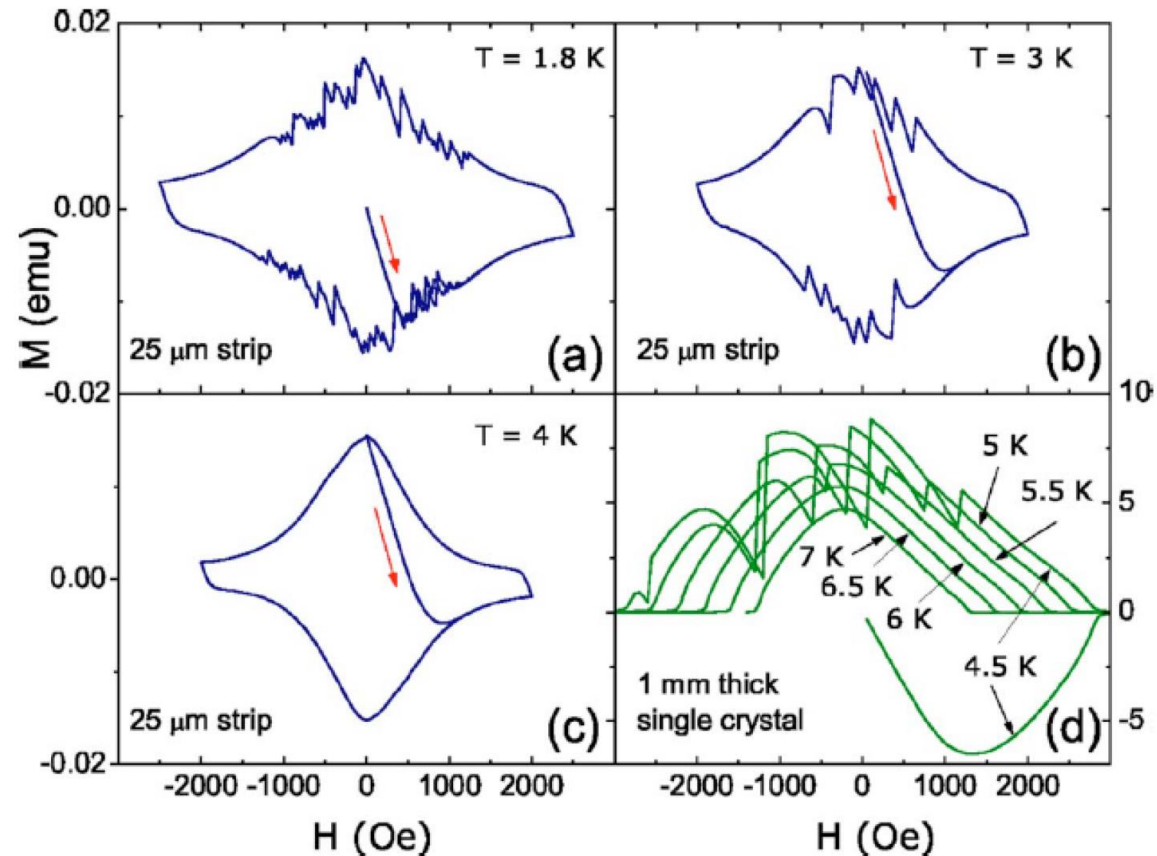 0.02
T = 1.8 K
T = 3 K
0.00
M (emu)
25 μm strip
(a)
25 μm strip
(b)
-0.02
10
T = 4 K
5 K
5.5 K
5
7 K
6.5 K
6 K
0.00
0
4.5 K
25 μm strip
(c)
1 mm thick
single crystal
(d)
-5
-0.02
-2000 -1000 0 1000 2000
-2000 -1000 0 1000 2000
H (Oe)
H (Oe)